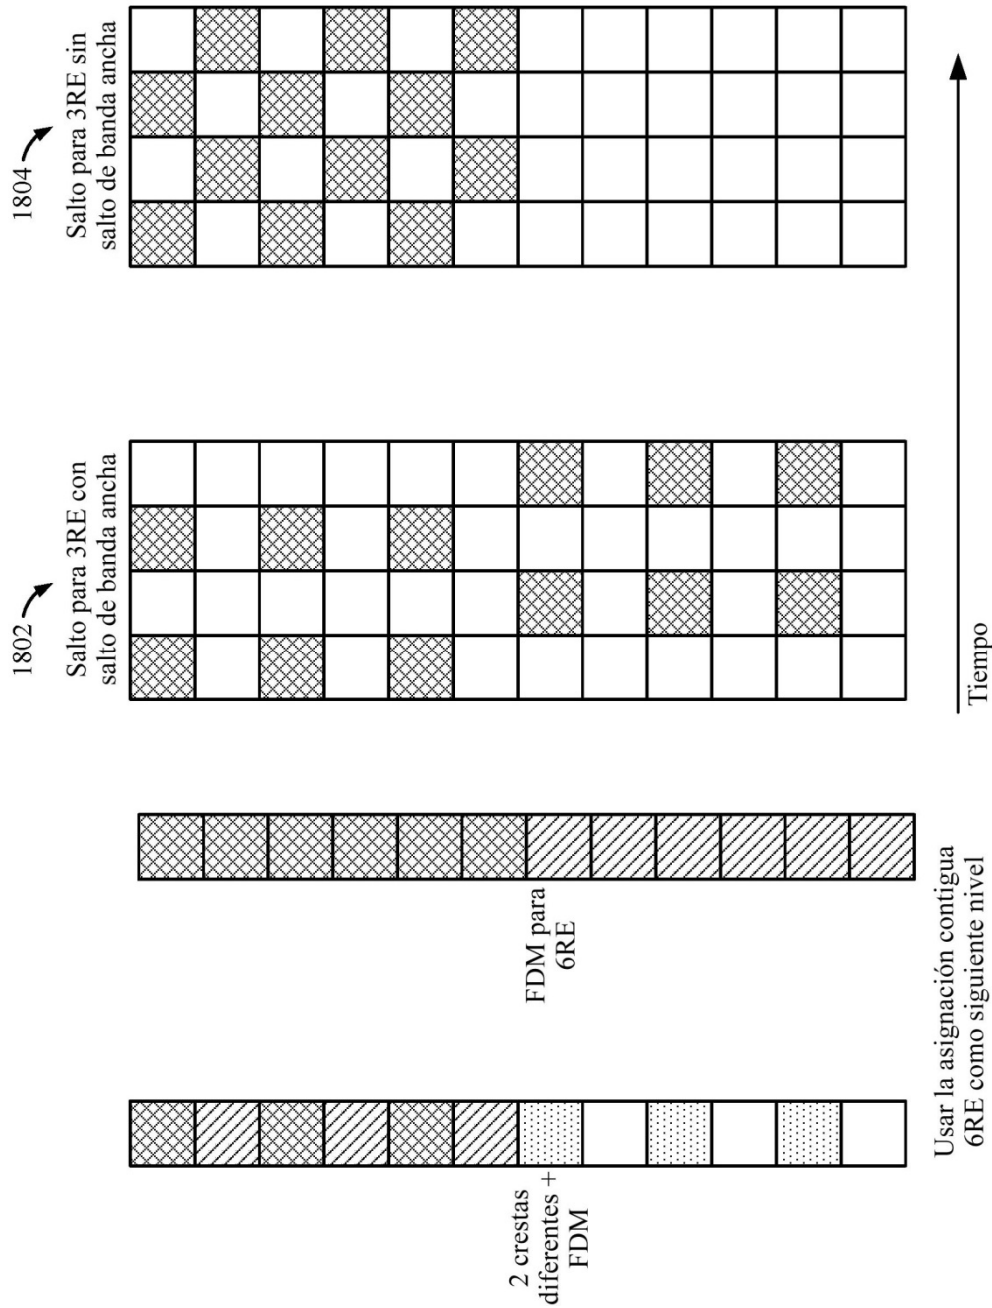 1804
Salto para 3RE sin
salto de banda ancha
1802
Salto para 3RE con
salto de banda ancha
Tiempo
FDM para
6RE
2 crestas
diferentes +
FDM
Usar la asignación contigua
6RE como siguiente nivel